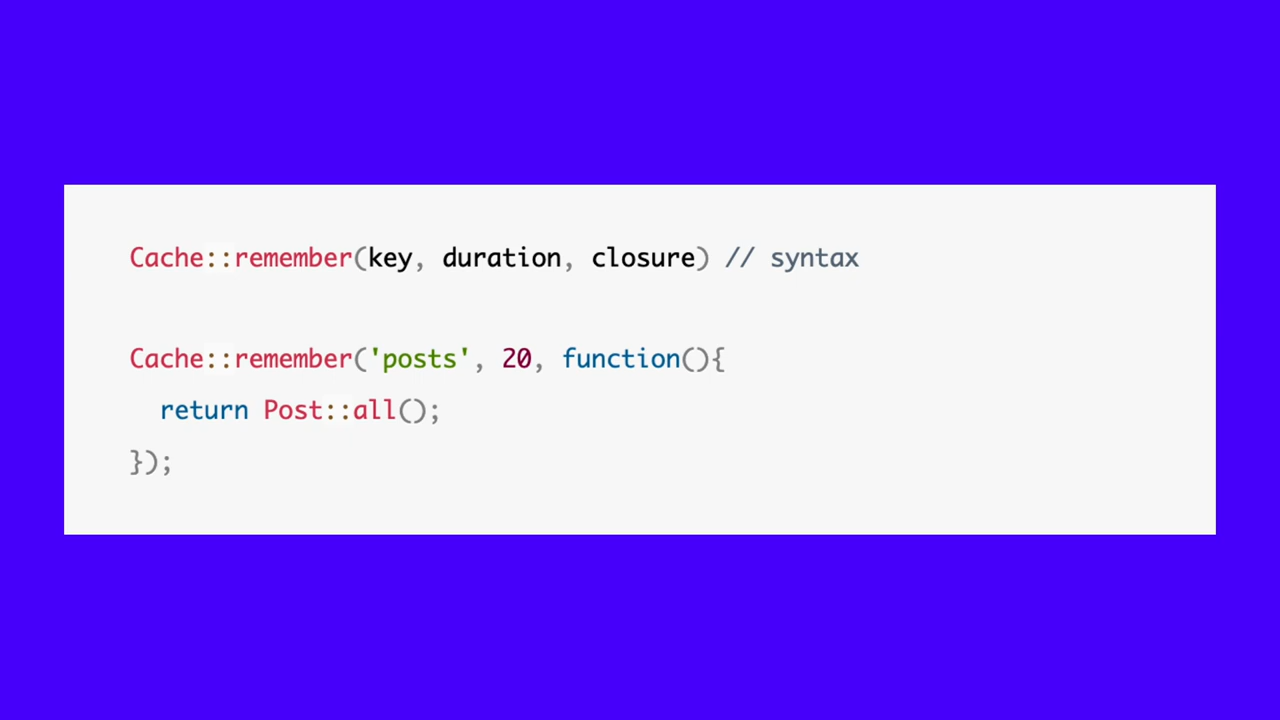 Cache::remember(key, duration, closure) // syntax
Cache::remember('posts', 20, function(){
  return Post::all();
});